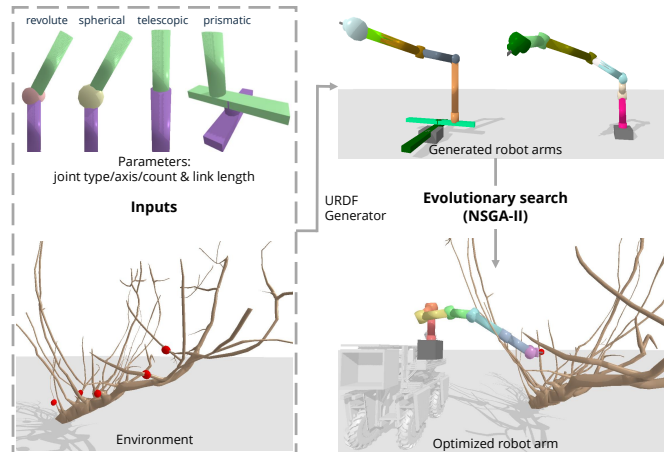 revolute spherical telescopic prismatic
Parameters:
joint type/axis/count & link length
Inputs
Environment
URDF
Generator
Generated robot arms
Evolutionary search
(NSGA-II)
Optimized robot arm